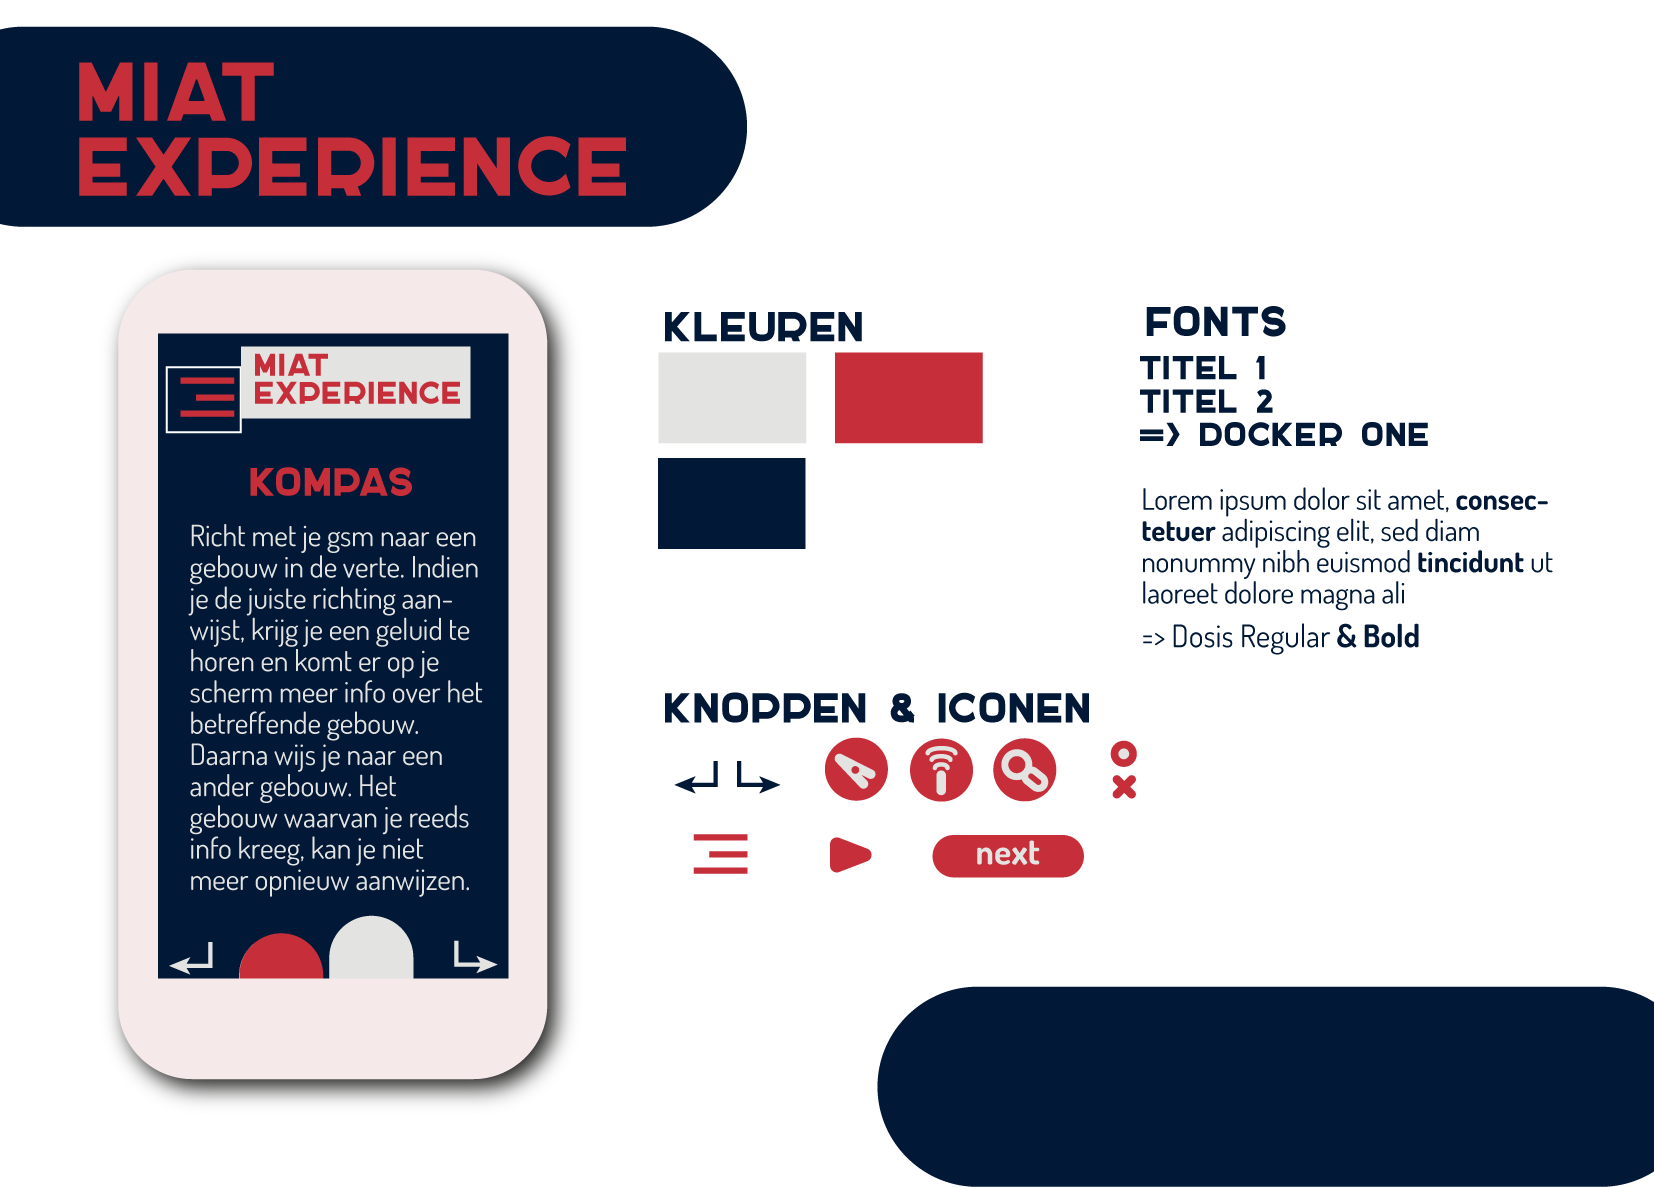 MIAT
EXPERIENCE
MIAT
EXPERIENCE
KOMPAS
Richt met je gsm naar een
gebouw in de verte. Indien
je de juiste richting aan-
wijst, krijg je een geluid te
horen en komt er op je
scherm meer info over het
betreffende gebouw.
Daarna wijs je naar een
ander gebouw. Het
gebouw waarvan je reeds
info kreeg, kan je niet
meer opnieuw aanwijzen.
KLEUREN
FONTS
TITEL 1
TITEL 2
=> DOCKER ONE
Lorem ipsum dolor sit amet, consec-
tetuer adipiscing elit, sed diam
nonummy nibh euismod tincidunt ut
laoreet dolore magna ali
=> Dosis Regular & Bold
KNOPPEN & ICONEN
next